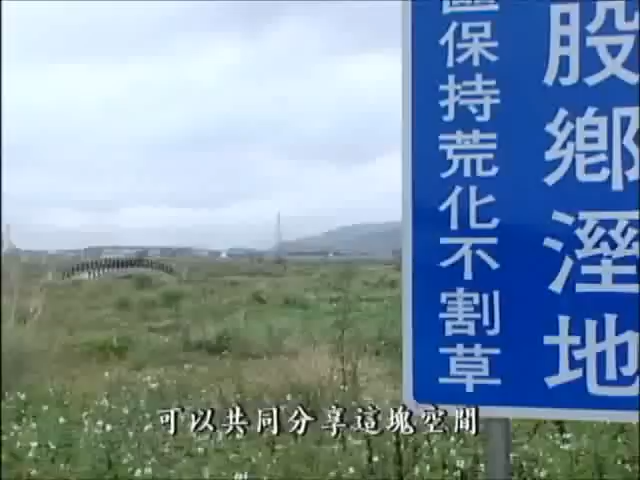 股鄉溼地
區保持荒化不割草
可以共同分享這塊空間